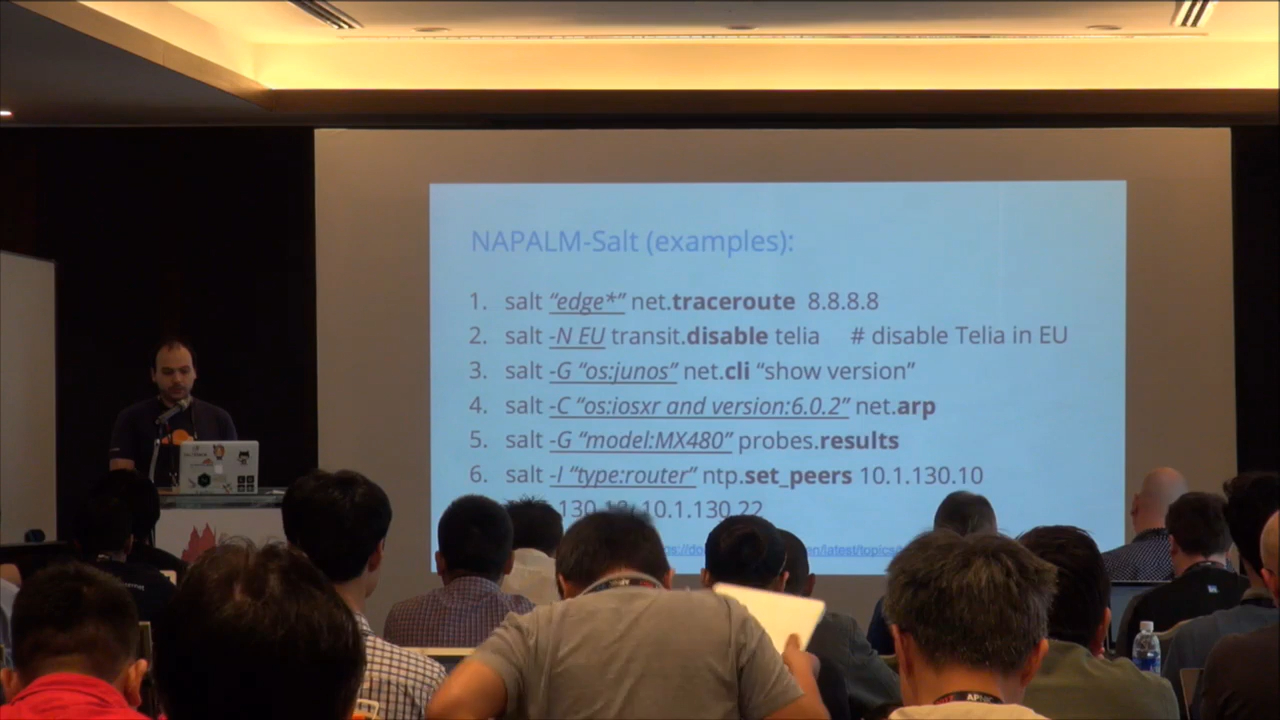 NAPALM-Salt (examples):
1. salt “edge*” net.traceroute 8.8.8.8
2. salt -N EU transit.disable telia # disable Telia in EU
3. salt -G “os:junos” net.cli “show version”
4. salt -C “os:iosxr and version:6.0.2” net.arp
5. salt -G “model:MX480” probes.results
6. salt -I “type:router” ntp.set_peers 10.1.130.10
10.1.130.22
en/latest/topics